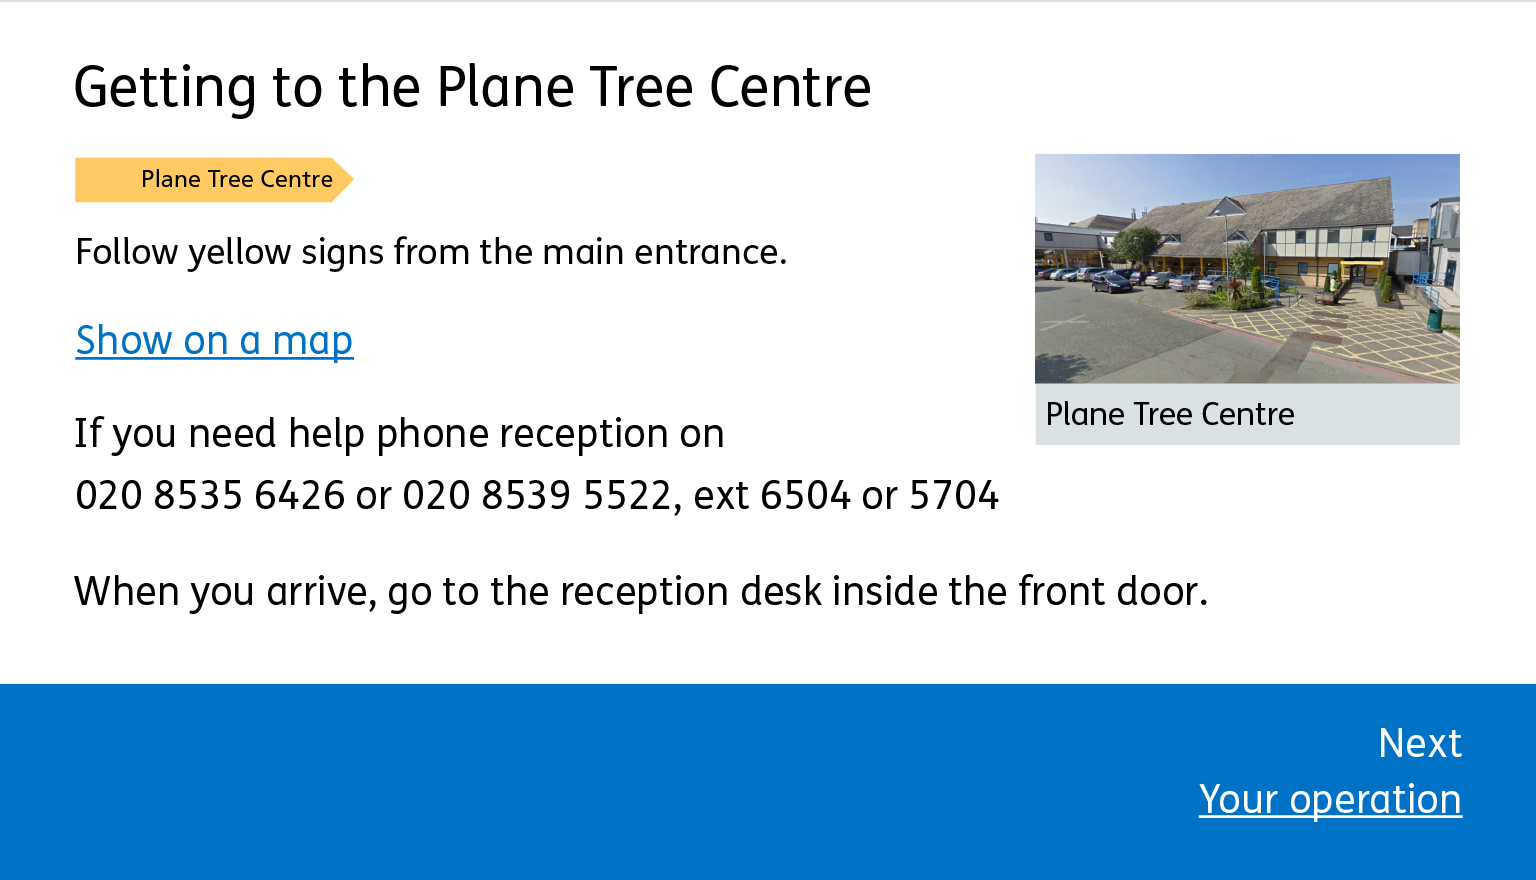 Getting to the Plane Tree Centre
Plane Tree Centre
Follow yellow signs from the main entrance.
Show on a map
If you need help phone reception on
020 8535 6426 or 020 8539 5522, ext 6504 or 5704
Plane Tree Centre
When you arrive, go to the reception desk inside the front door.
Next
Your operation